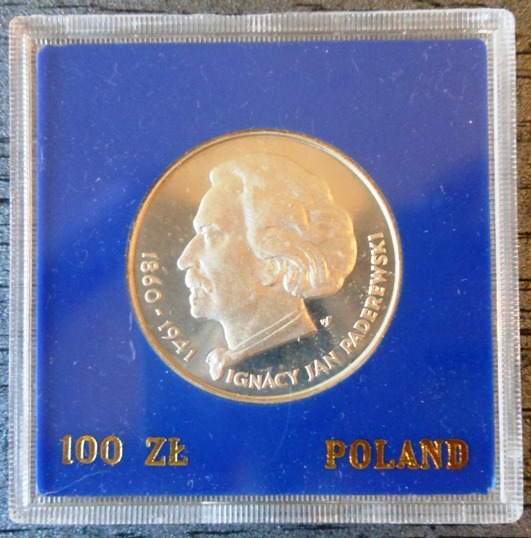 1860-1941
IGNACY JAN PADEREWSKI
100 ZŁ POLAND